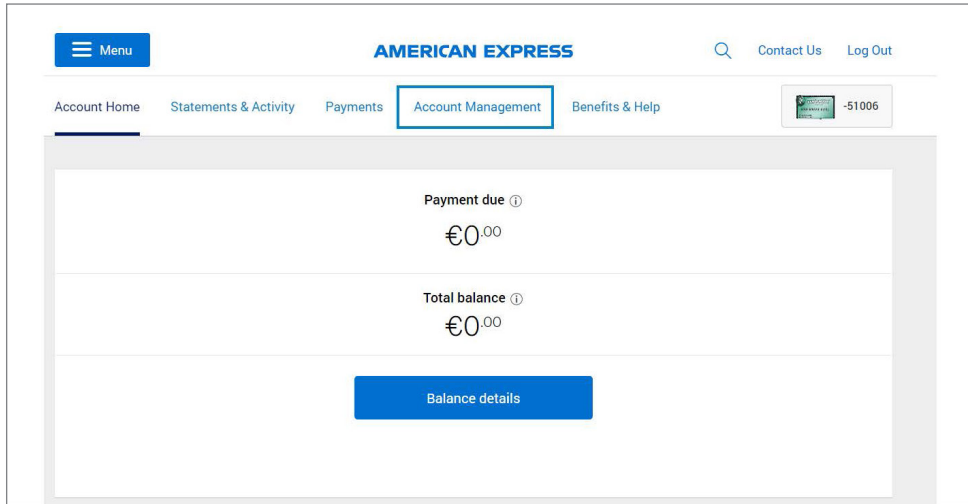 Menu
AMERICAN EXPRESS
Contact Us
Log Out
Account Home
Statements & Activity
Payments
Account Management
Benefits & Help
-51006
Payment due
€0.00
Total balance
€0.00
Balance details